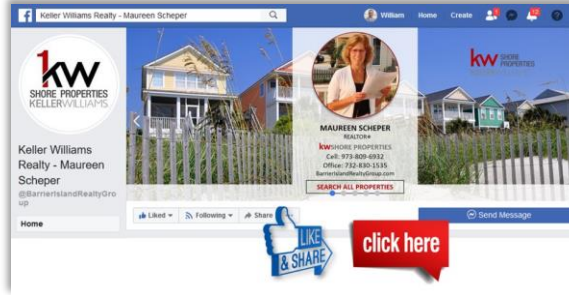 Keller Williams Realty - Maureen Scheper
William
Home
Create
kw
SHORE PROPERTIES
KELLERWILLIAMS
kw SHORE
PROPERTIES
MAUREEN SCHEPER
REALTOR®
kw SHORE PROPERTIES
Cell: 973-809-6932
Office: 732-830-1535
BarrierIslandRealtyGroup.com
SEARCH ALL PROPERTIES
Keller Williams
Realty - Maureen
Scheper
@BarrierIslandRealtyGro
up
Home
Liked
Following
Share
Send Message
LIKE
& SHARE
click here